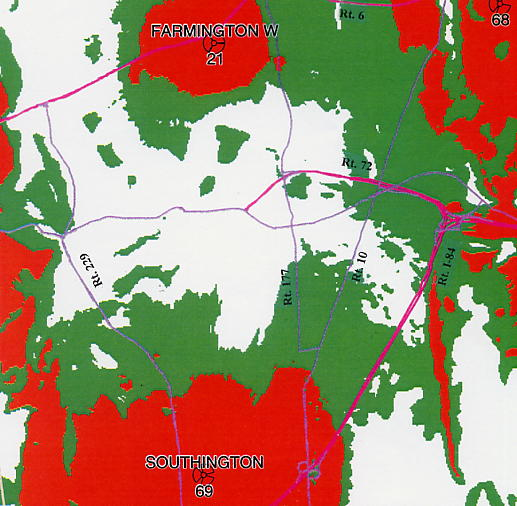 Rt. 6
68
FARMINGTON W
21
Rt. 72
Rt. 229
Rt. 177
Rt. 10
Rt. I-84
SOUTHINGTON
69